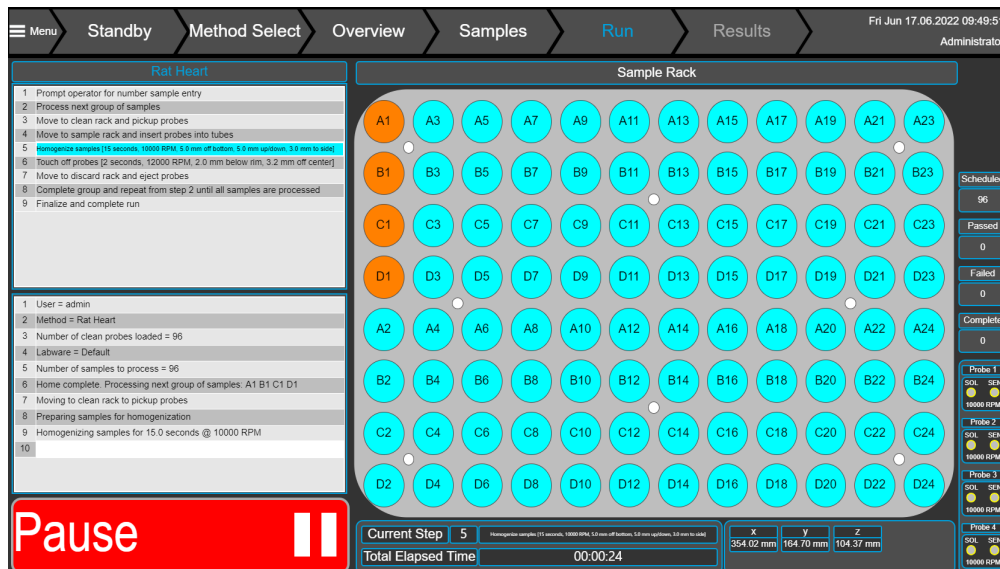 Menu
Standby
Method Select
Overview
Samples
Run
Results
Fri Jun 17.06.2022 09:49:51
Administrato
Rat Heart
1 Prompt operator for number sample entry
2 Process next group of samples
3 Move to clean rack and pickup probes
4 Move to sample rack and insert probes into tubes
5 Homogenize samples [15 seconds, 10000 RPM, 5.0 mm off bottom, 5.0 mm up/down, 3.0 mm to side]
6 Touch off probes [2 seconds, 12000 RPM, 2.0 mm below rim, 3.2 mm off center]
7 Move to discard rack and eject probes
8 Complete group and repeat from step 2 until all samples are processed
9 Finalize and complete run
1 User = admin
2 Method = Rat Heart
3 Number of clean probes loaded = 96
4 Labware = Default
5 Number of samples to process = 96
6 Home complete. Processing next group of samples: A1 B1 C1 D1
7 Moving to clean rack to pickup probes
8 Preparing samples for homogenization
9 Homogenizing samples for 15.0 seconds @ 10000 RPM
10
Pause
Sample Rack
A1 A3 A5 A7 A9 A11 A13 A15 A17 A19 A21 A23
B1 B3 B5 B7 B9 B11 B13 B15 B17 B19 B21 B23
C1 C3 C5 C7 C9 C11 C13 C15 C17 C19 C21 C23
D1 D3 D5 D7 D9 D11 D13 D15 D17 D19 D21 D23
A2 A4 A6 A8 A10 A12 A14 A16 A18 A20 A22 A24
B2 B4 B6 B8 B10 B12 B14 B16 B18 B20 B22 B24
C2 C4 C6 C8 C10 C12 C14 C16 C18 C20 C22 C24
D2 D4 D6 D8 D10 D12 D14 D16 D18 D20 D22 D24
Current Step 5 Homogenize samples [15 seconds, 10000 RPM, 5.0 mm off bottom, 5.0 mm up/down, 3.0 mm to side]
Total Elapsed Time 00:00:24
x y z
354.02 mm 164.70 mm 104.37 mm
Scheduled
96
Passed
0
Failed
0
Complete
0
Probe 1
SOL SEN
10000 RPM
Probe 2
SOL SEN
10000 RPM
Probe 3
SOL SEN
10000 RPM
Probe 4
SOL SEN
10000 RPM